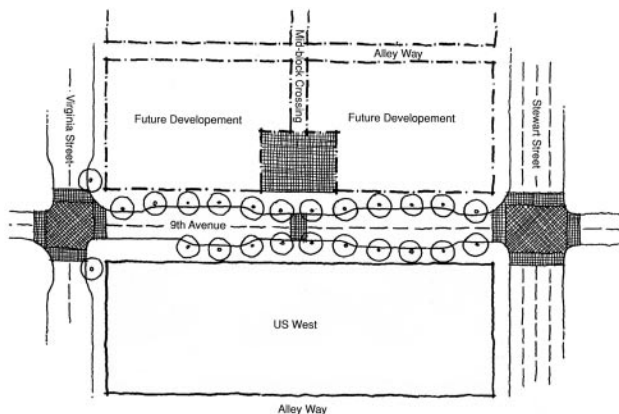 Alley Way
Mid-block
Crossing
Virginia Street
Future Developement
Future Developement
Stewart Street
9th Avenue
US West
Alley Way